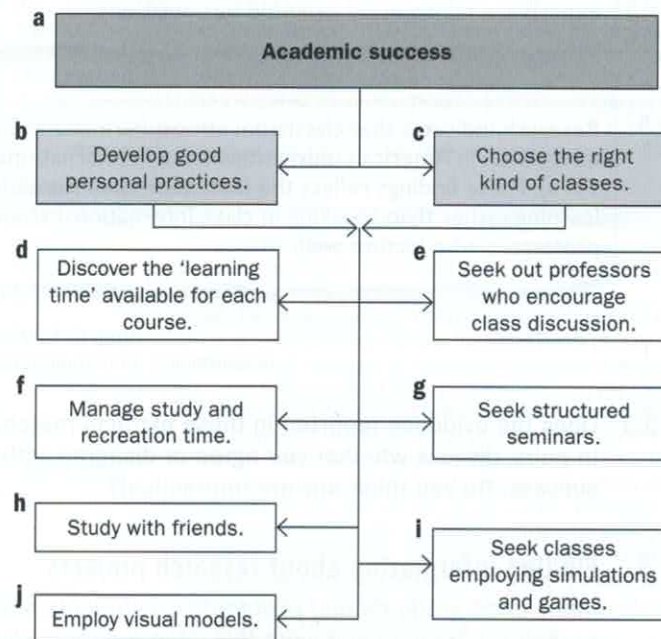 a
Academic success
b
Develop good
personal practices.
c
Choose the right
kind of classes.
d
Discover the 'learning
time' available for each
course.
e
Seek out professors
who encourage
class discussion.
f
Manage study and
recreation time.
g
Seek structured
seminars.
h
Study with friends.
i
Seek classes
employing simulations
and games.
j
Employ visual models.